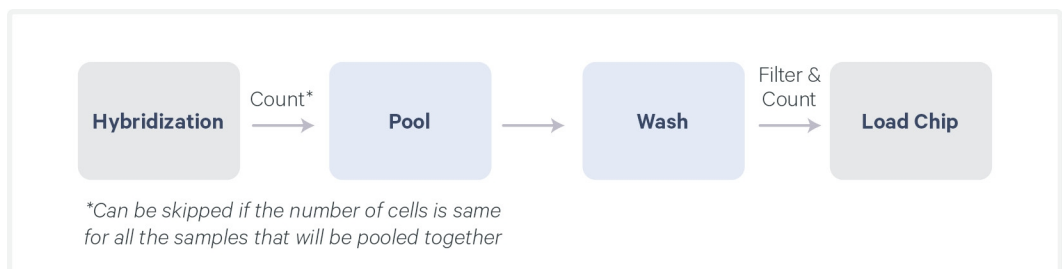 Hybridization
Count*
Pool
Wash
Filter &
Count
Load Chip
*Can be skipped if the number of cells is same
for all the samples that will be pooled together